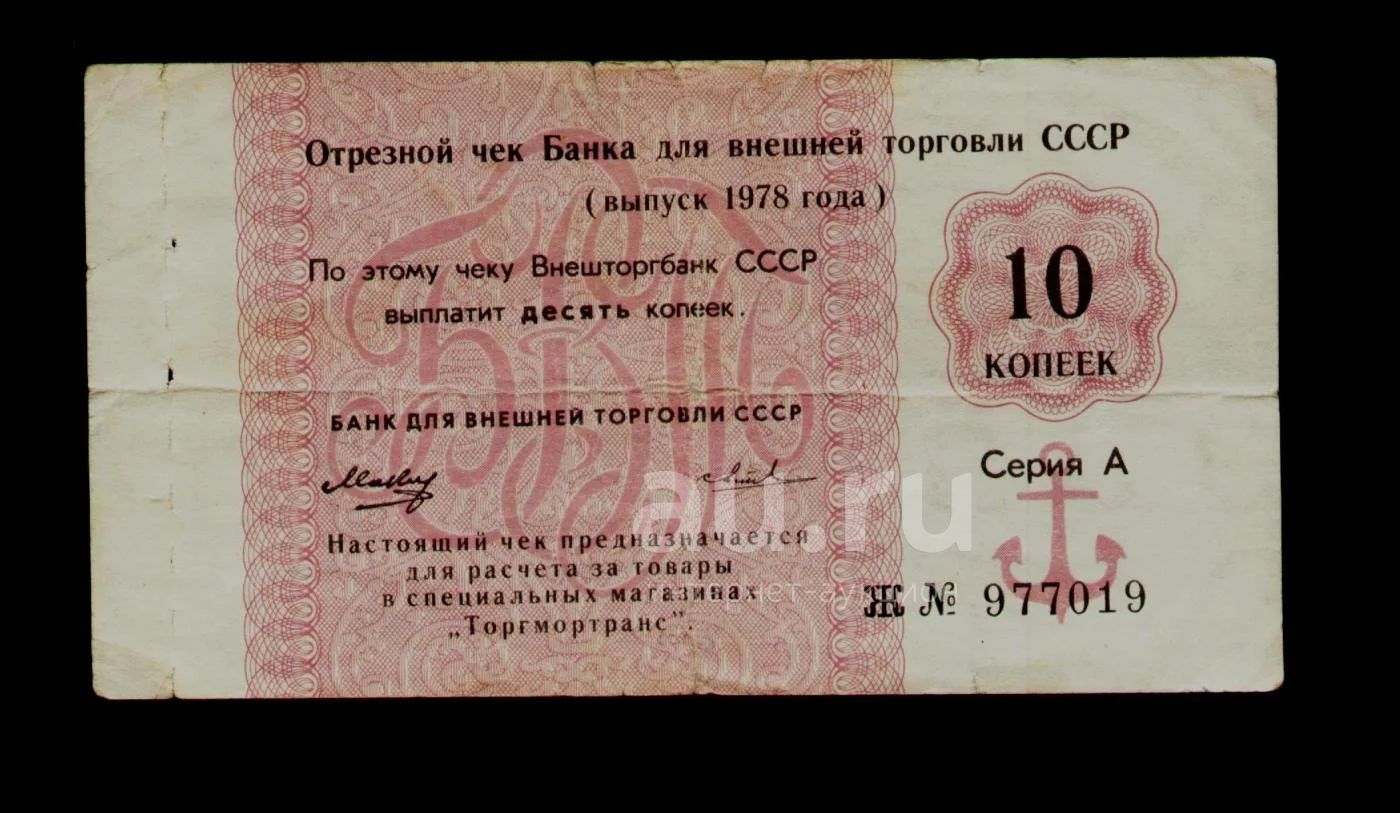 Отрезной чек Банка для внешней торговли СССР
(выпуск 1978 года)
10
КОПЕЕК
По этому чеку Внешторгбанк СССР
выплатит десять копеек.
БАНК ДЛЯ ВНЕШНЕЙ ТОРГОВЛИ СССР
Серия А
au.ru
интернет-аукцион
Настоящий чек предназначается
для расчета за товары
в специальных магазинах
„Торгмортранс".
Ж № 977019